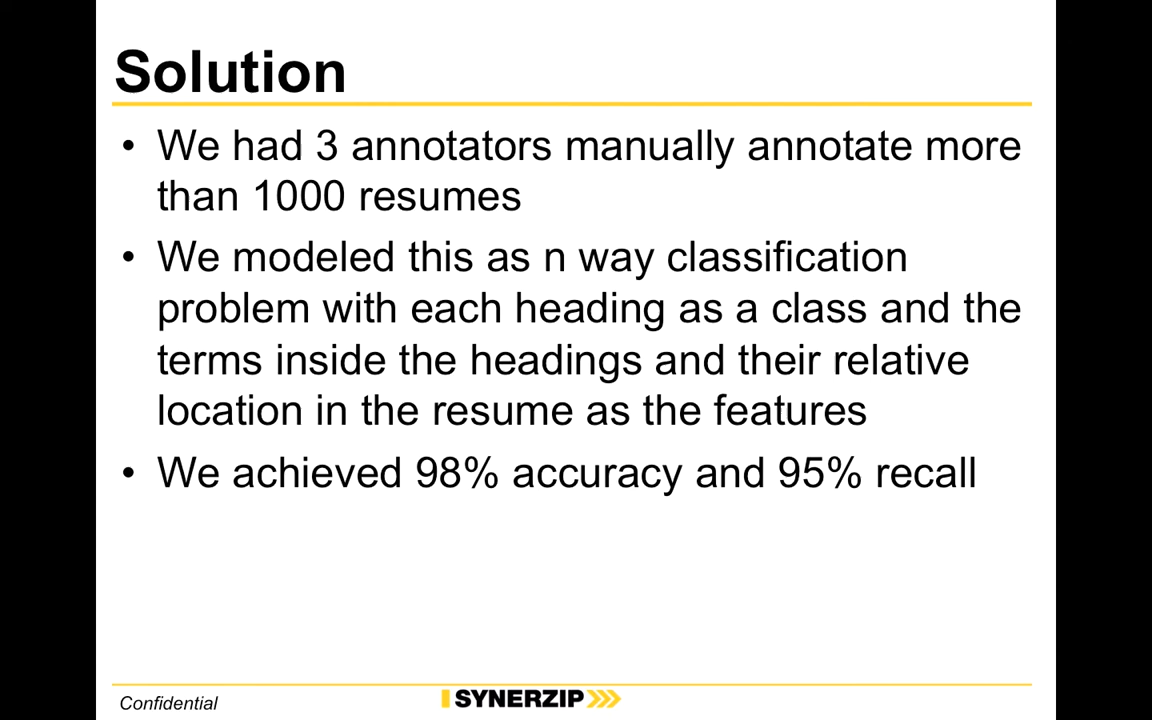 Solution
• We had 3 annotators manually annotate more
than 1000 resumes
• We modeled this as n way classification
problem with each heading as a class and the
terms inside the headings and their relative
location in the resume as the features
• We achieved 98% accuracy and 95% recall
Confidential
SYNERZIP